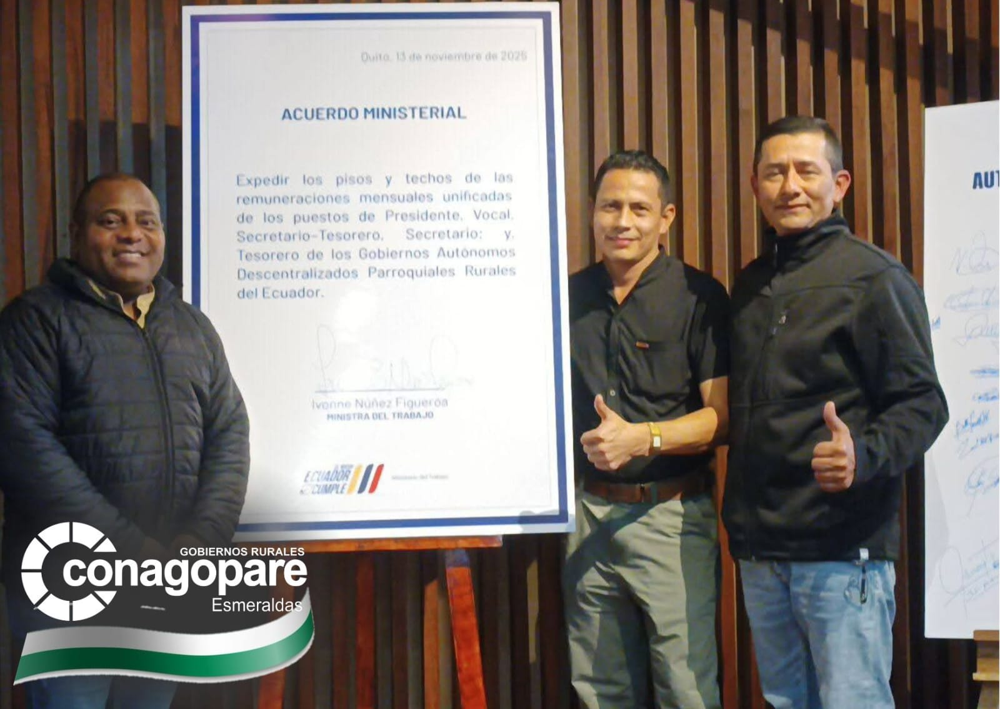 Quito, 13 de noviembre de 2025
ACUERDO MINISTERIAL
Expedir los pisos y techos de las
remuneraciones mensuales unificadas
de los puestos de Presidente, Vocal,
Secretario-Tesorero, Secretario; y,
Tesorero de los Gobiernos Autónomos
Descentralizados Parroquiales Rurales
del Ecuador.
Ivonne Núñez Figueroa
MINISTRA DEL TRABAJO
EL NUEVO
ECUADOR
CUMPLE
Ministerio del Trabajo
AUT
GOBIERNOS RURALES
conagopare
Esmeraldas